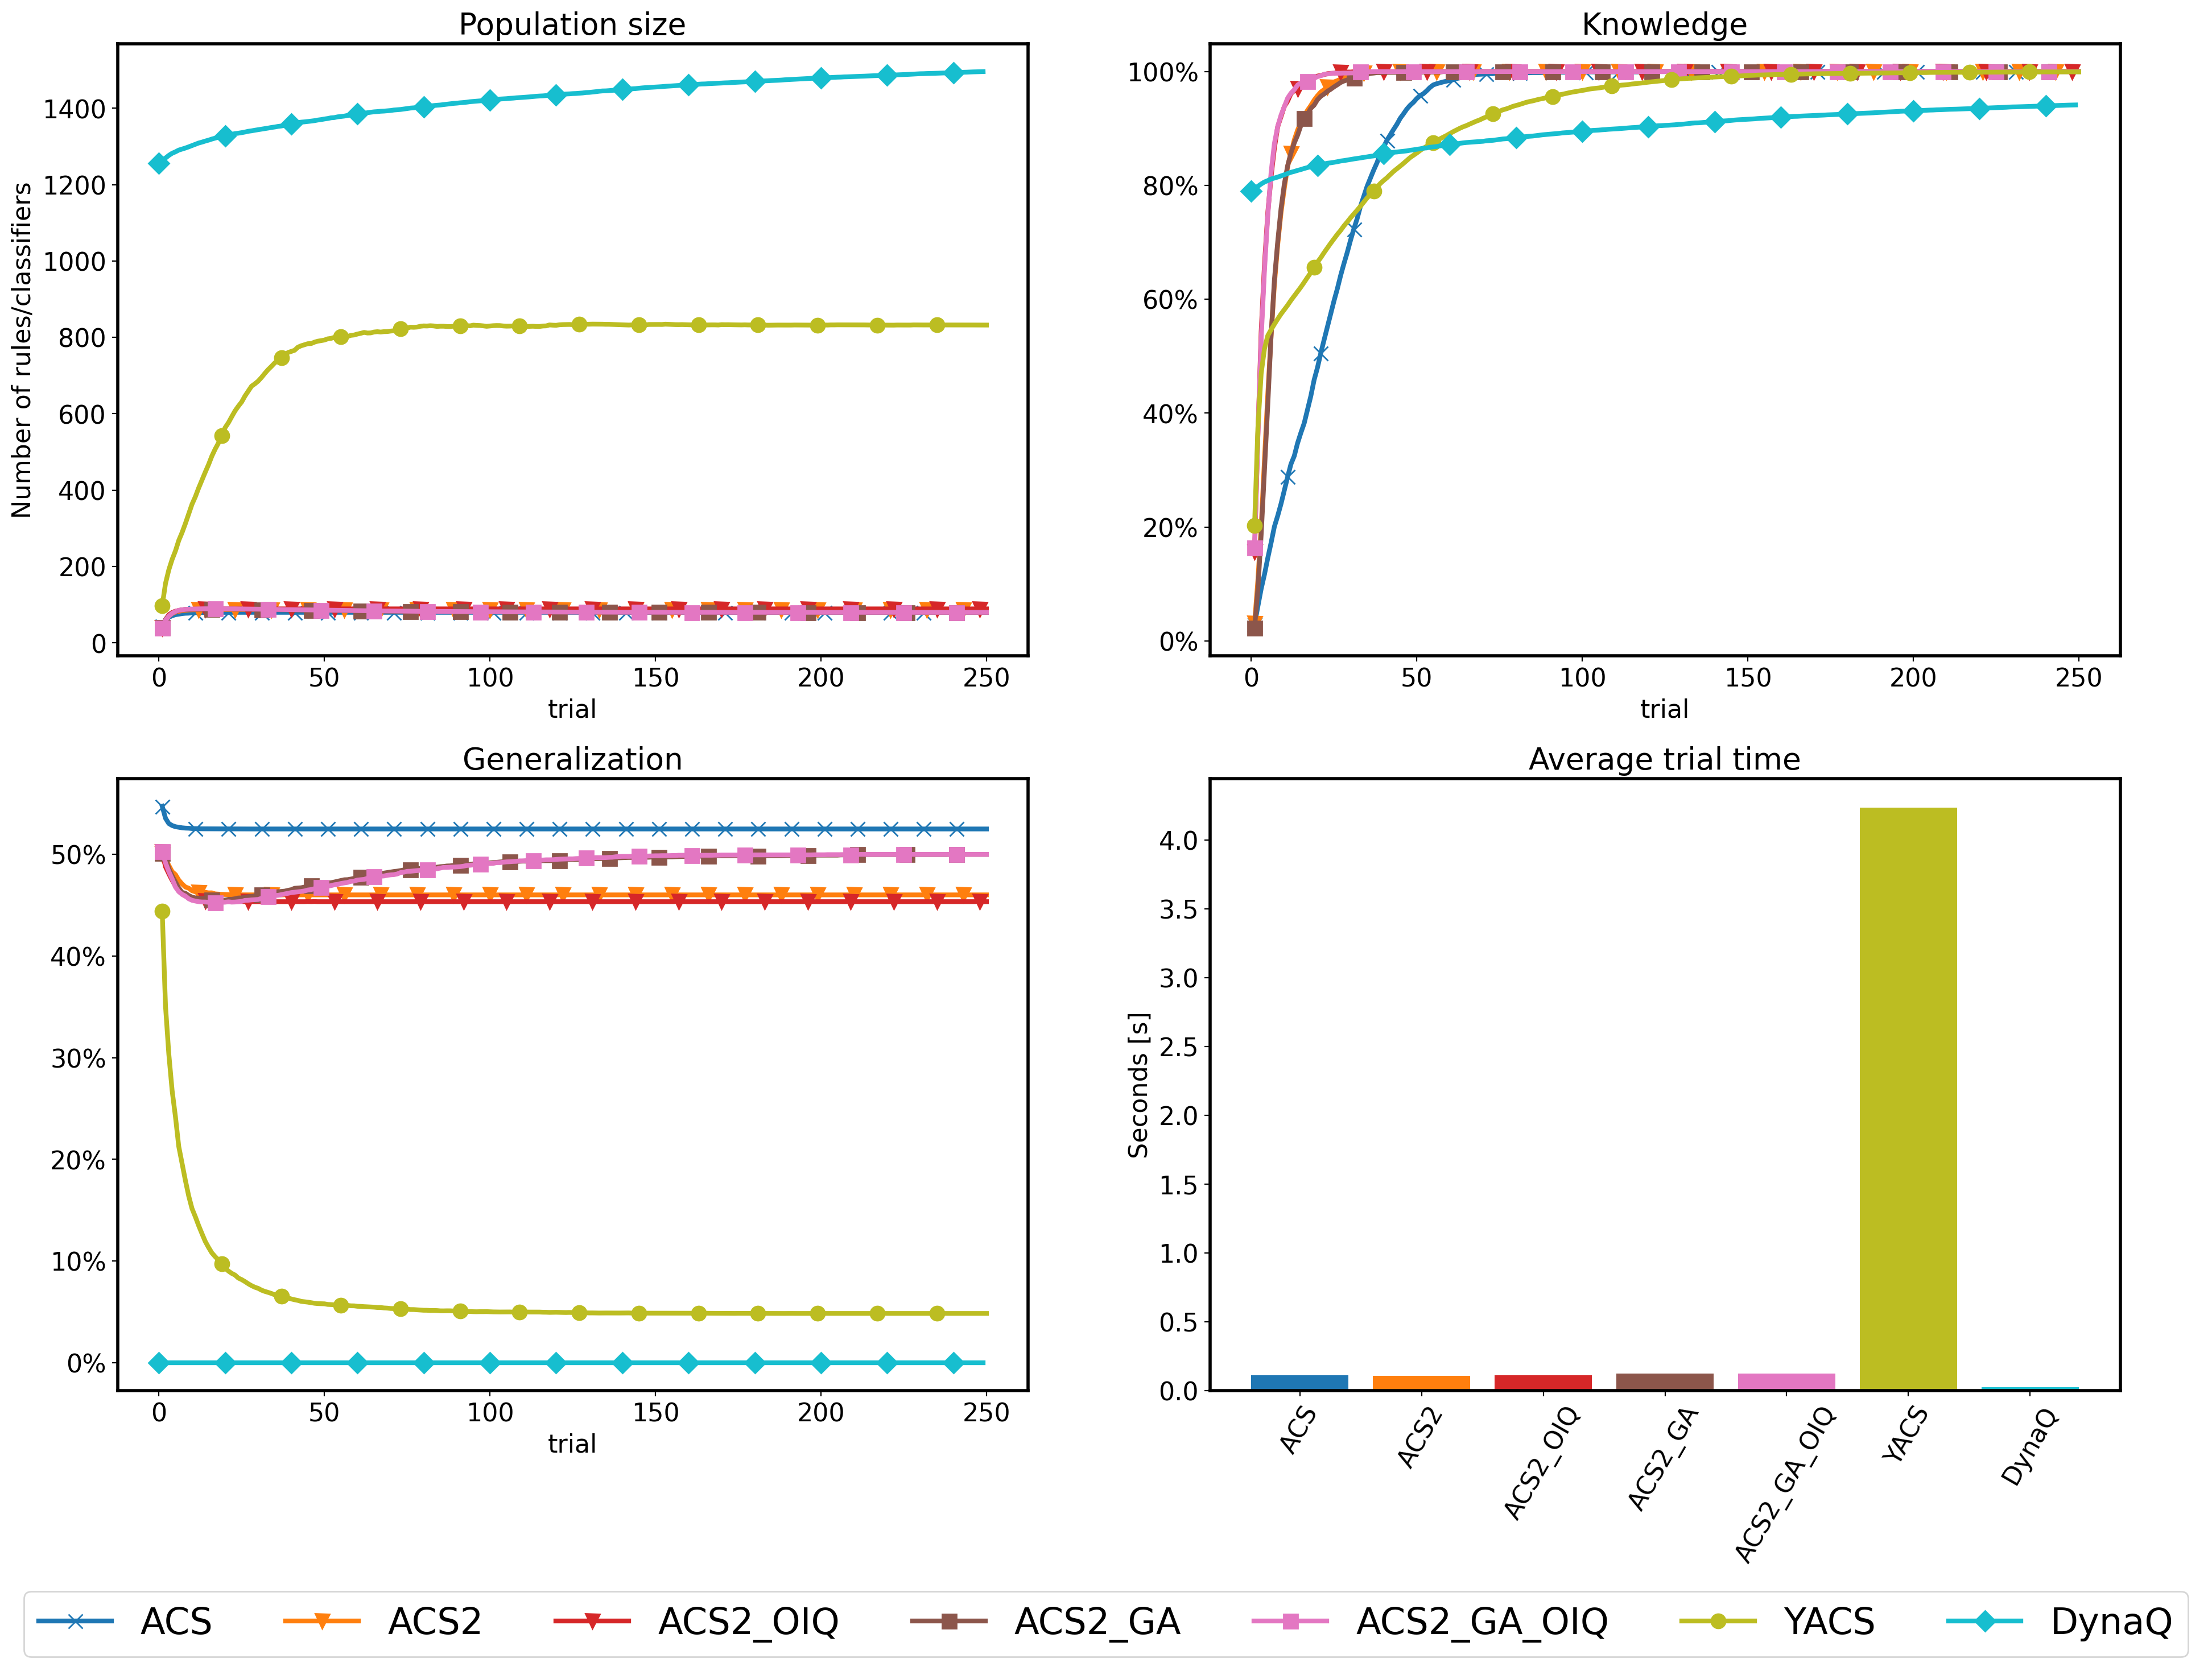 Population size
Number of rules/classifiers
1400
1200
1000
800
600
400
200
0
0 50 100 150 200 250
trial
Knowledge
100%
80%
60%
40%
20%
0%
0 50 100 150 200 250
trial
Generalization
50%
40%
30%
20%
10%
0%
0 50 100 150 200 250
trial
Average trial time
Seconds [s]
4.0
3.5
3.0
2.5
2.0
1.5
1.0
0.5
0.0
ACS
ACS2
ACS2_OIQ
ACS2_GA
ACS2_GA_OIQ
YACS
DynaQ
ACS ACS2 ACS2_OIQ ACS2_GA ACS2_GA_OIQ YACS DynaQ